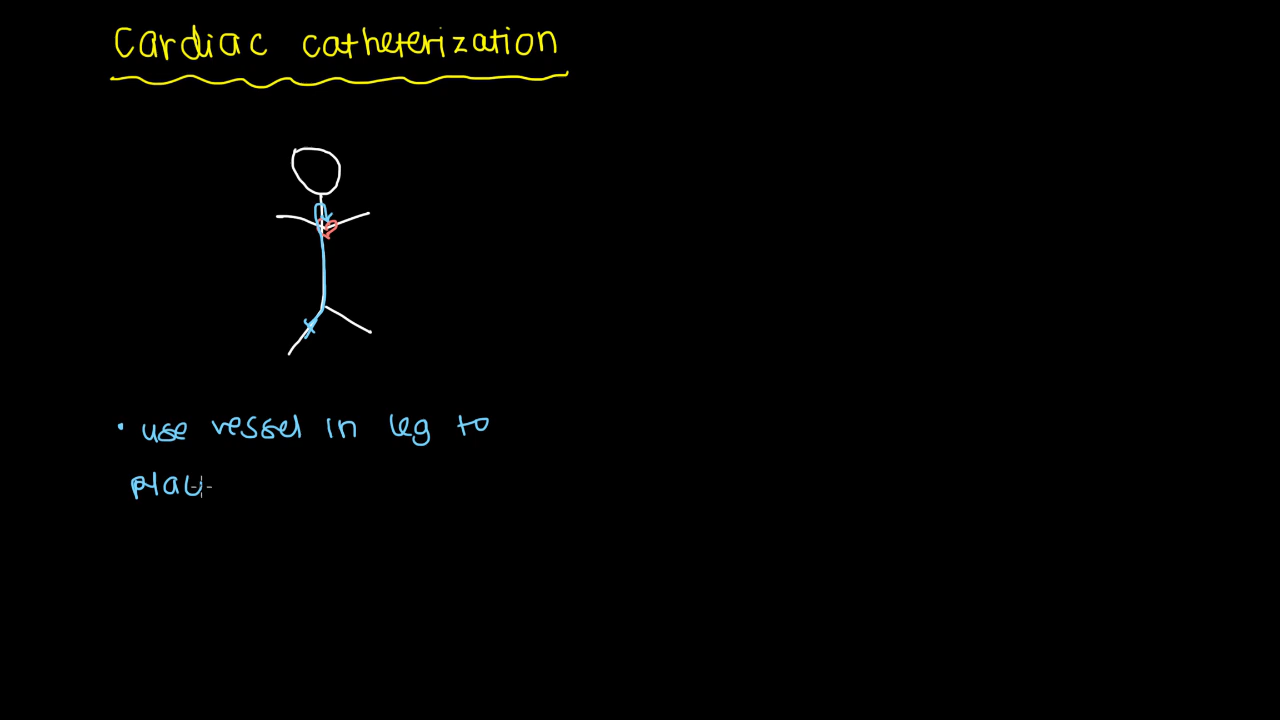 Cardiac catheterization
• use vessel in leg to